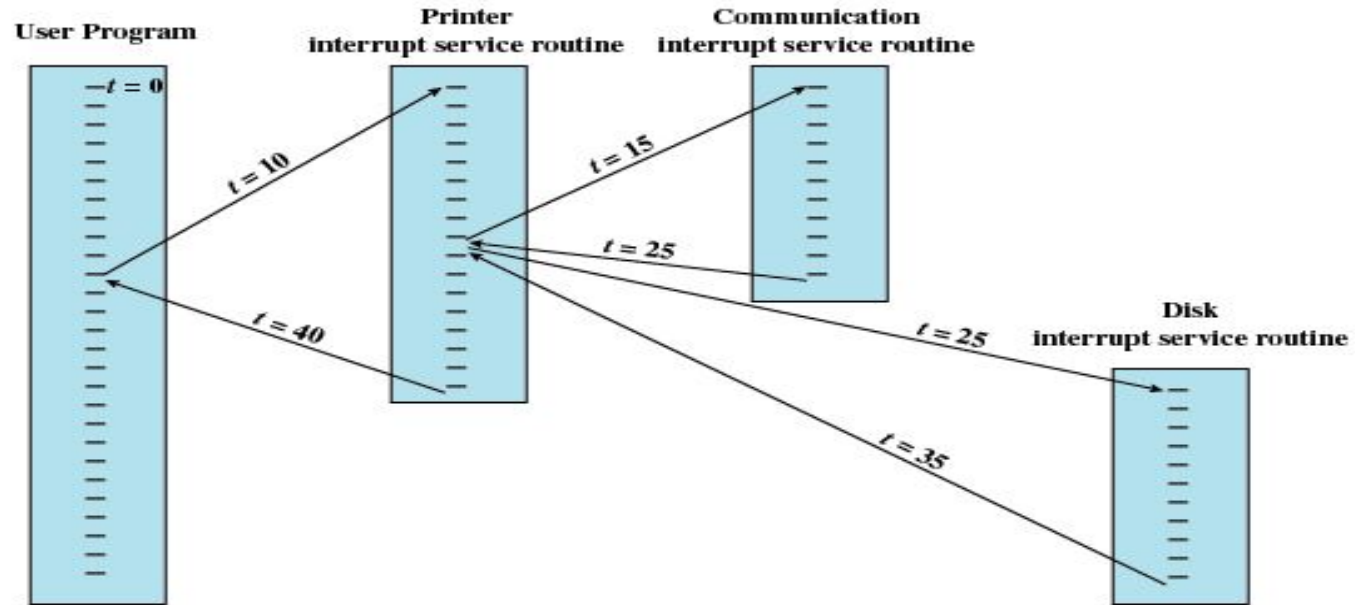 User Program
Printer
interrupt service routine
Communication
interrupt service routine
t = 0
t = 10
t = 15
t = 25
t = 40
t = 25
Disk
interrupt service routine
t = 35